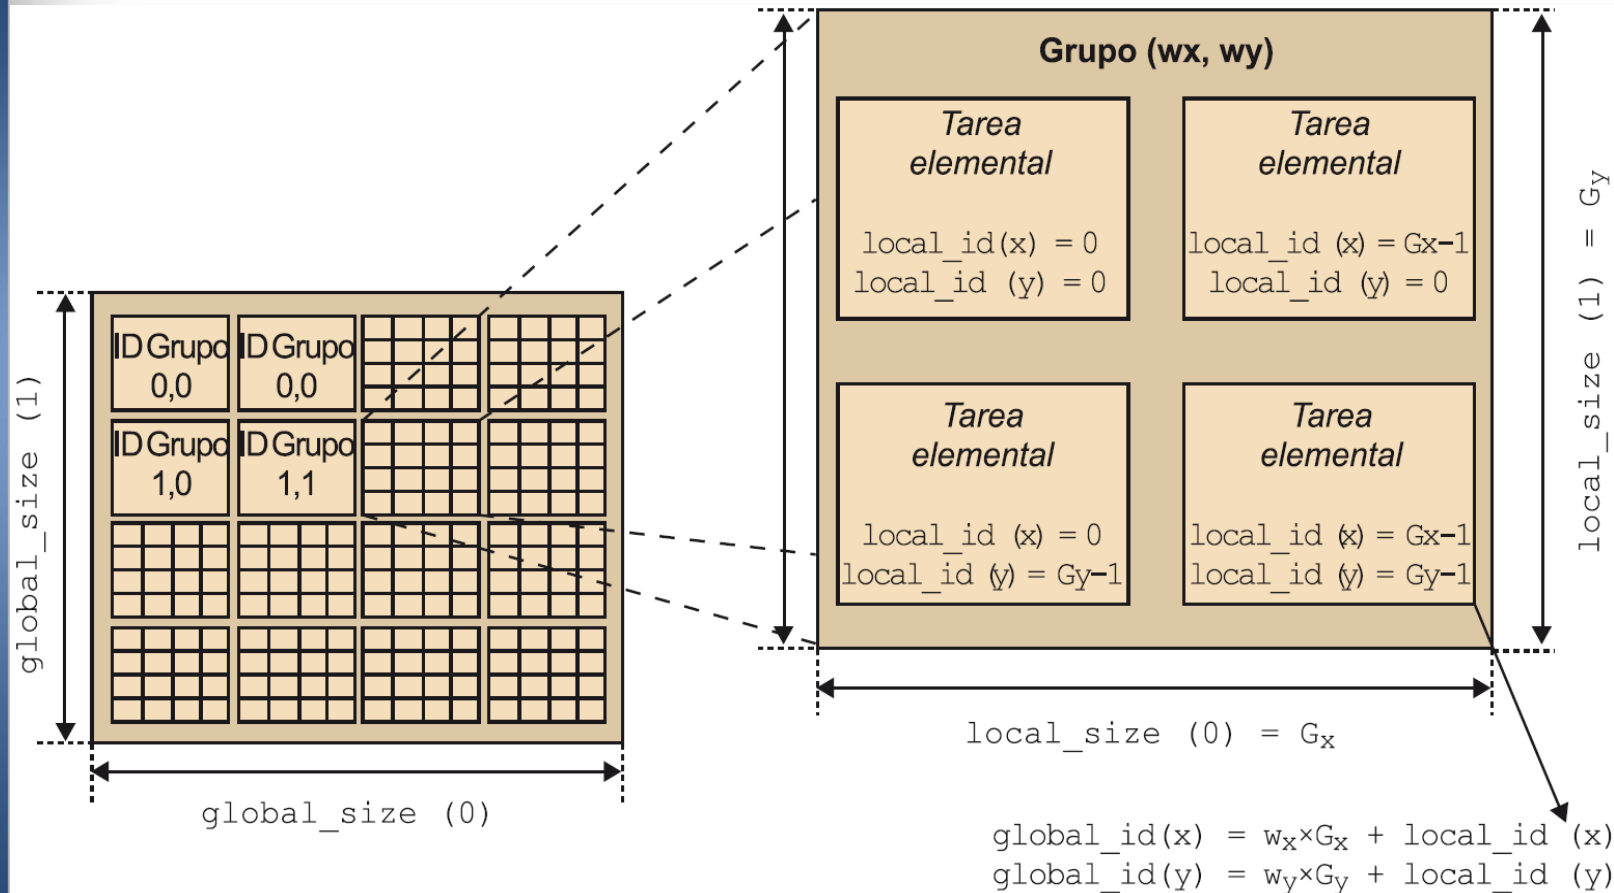 Grupo (wx, wy)
Tarea
elemental
local_id(x) = 0
local_id (y) = 0
Tarea
elemental
local_id (x) = Gx-1
local_id (y) = 0
Tarea
elemental
local_id (x) = 0
local_id (y) = Gy-1
Tarea
elemental
local_id (x) = Gx-1
local_id (y) = Gy-1
local_size (1) = Gy
local_size (0) = Gx
global_size (1)
ID Grupo
0,0
ID Grupo
0,0
ID Grupo
1,0
ID Grupo
1,1
global_size (0)
global_id(x) = wx×Gx + local_id (x)
global_id(y) = wy×Gy + local_id (y)